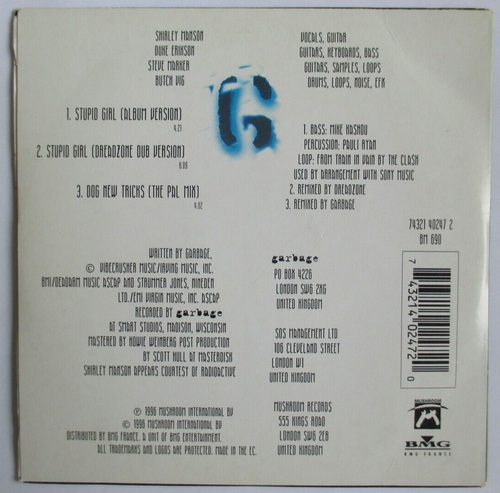 SHIRLEY MANSON
DUKE ERIKSON
STEVE MARKER
BUTCH VIG
VOCALS, GUITAR
GUITARS, KEYBOARDS, BASS
GUITARS, SAMPLES, LOOPS
DRUMS, LOOPS, NOISE, EFX
G
1. STUPID GIRL (ALBUM VERSION)
4.21
2. STUPID GIRL (DREADZONE DUB VERSION)
6.09
3. DOG NEW TRICKS (THE PAL MIX)
4.02
1. BASS: MIKE KASHOU
PERCUSSION: PAULI RYAN
LOOP: FROM TRAIN IN VAIN BY THE CLASH
USED BY ARRANGEMENT WITH SONY MUSIC
2. REMIXED BY DREADZONE
3. REMIXED BY GARBAGE
74321 40247 2
BM 690
WRITTEN BY GARBAGE,
© VIBECRUSHER MUSIC/IRVING MUSIC, INC.
BMI/DEADARM MUSIC ASCAP AND STRUMMER JONES, NINEDEN
LTD./EMI VIRGIN MUSIC, INC. ASCAP
RECORDED BY garbage
AT SMART STUDIOS, MADISON, WISCONSIN
MASTERED BY HOWIE WEINBERG POST PRODUCTION
BY SCOTT HULL AT MASTERDISK
SHIRLEY MANSON APPEARS COURTESY OF RADIOACTIVE
garbage
PO BOX 4226
LONDON SW6 2XG
UNITED KINGDOM
SOS MANAGEMENT LTD
106 CLEVELAND STREET
LONDON W1
UNITED KINGDOM
℗ 1996 MUSHROOM INTERNATIONAL BV
© 1996 MUSHROOM INTERNATIONAL BV
DISTRIBUTED BY BMG FRANCE, A UNIT OF BMG ENTERTAINMENT.
ALL TRADEMARKS AND LOGOS ARE PROTECTED. MADE IN THE EC.
MUSHROOM RECORDS
555 KINGS ROAD
LONDON SW6 2EB
UNITED KINGDOM
7 43214 02472 0
MUSHROOM
BMG
BMG FRANCE